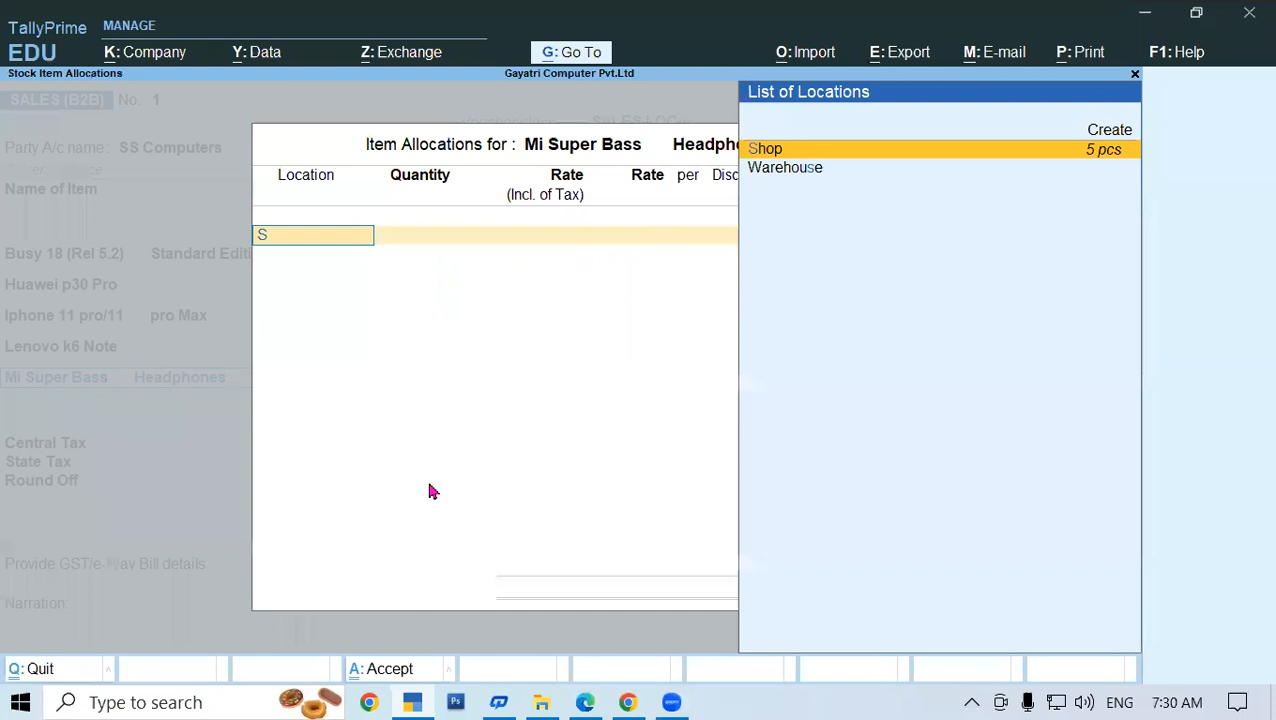 TallyPrime MANAGE
EDU K: Company Y: Data Z: Exchange G: Go To O: Import E: Export M: E-mail P: Print F1: Help
Stock Item Allocations Gayatri Computer Pvt.Ltd ×
SALES (B2B) No. 1
Party A/c name: SS Computers
Name of Item
Busy 18 (Rel 5.2) Standard Editi
Huawei p30 Pro
Iphone 11 pro/11 pro Max
Lenovo k6 Note
Mi Super Bass Headphones
Central Tax
State Tax
Round Off
Provide GST/e-Way Bill details
Narration:
Item Allocations for : Mi Super Bass Headpho
Location Quantity Rate Rate per Disc
(Incl. of Tax)
S
List of Locations
Create
Shop 5 pcs
Warehouse
Q: Quit A: Accept
Type to search ENG 7:30 AM